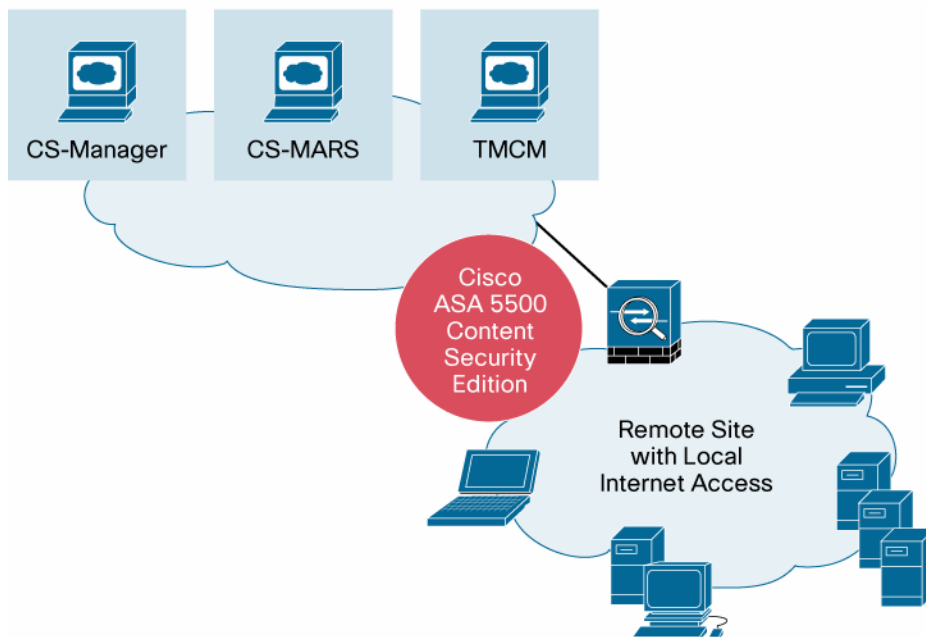 CS-Manager
CS-MARS
TMCM
Cisco
ASA 5500
Content
Security
Edition
Remote Site
with Local
Internet Access